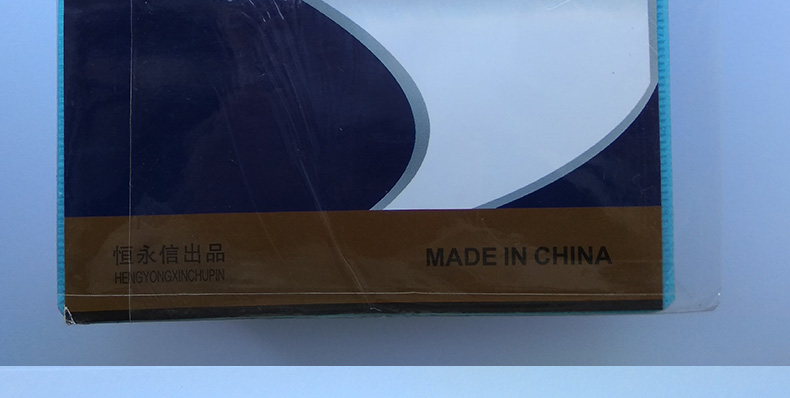 恒永信出品
HENGYONGXINCHUPIN
MADE IN CHINA